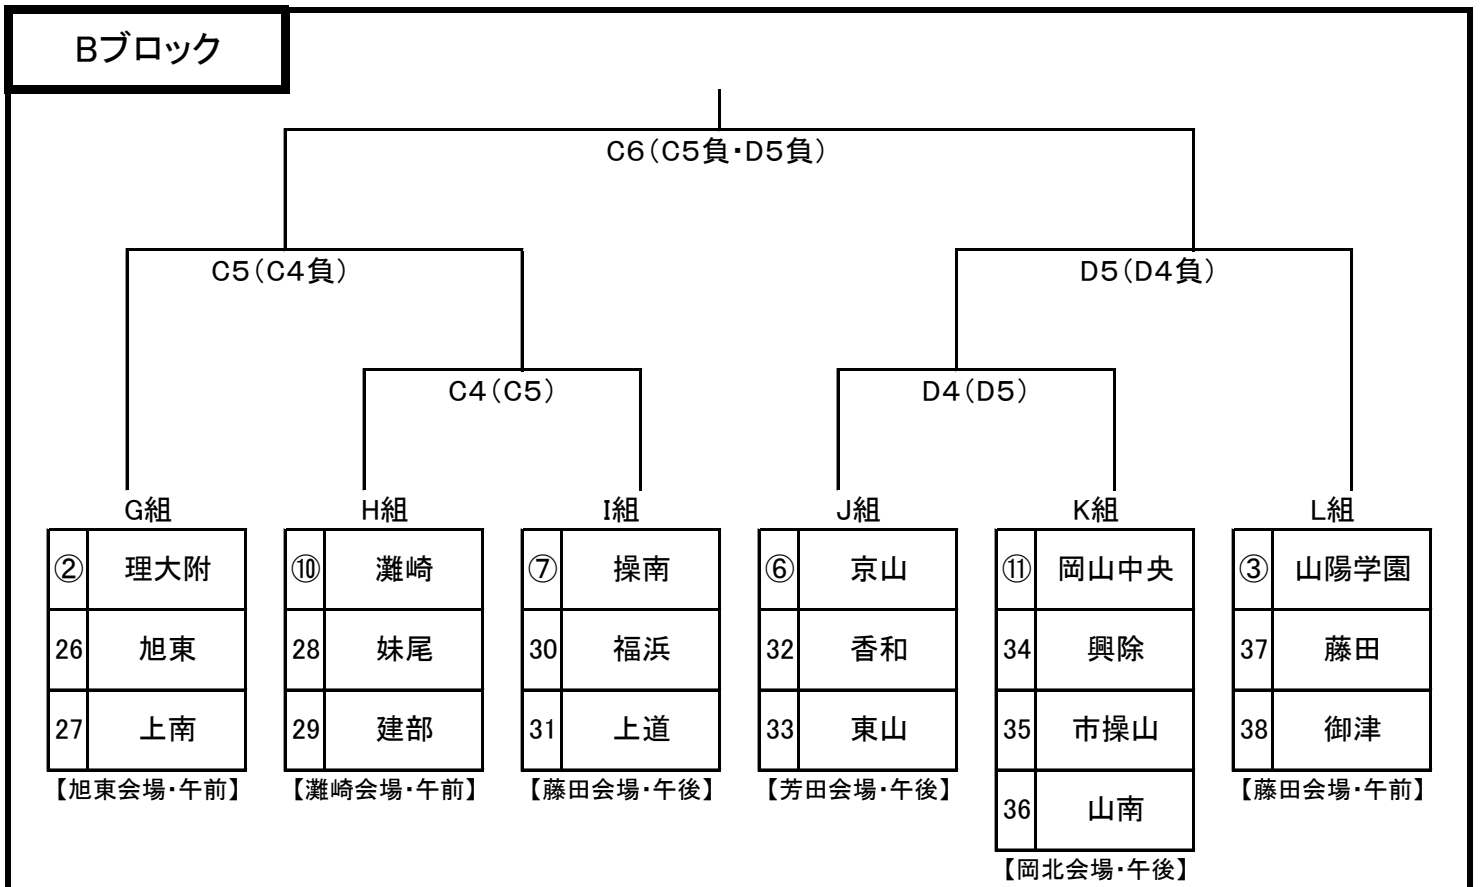 Bブロック
C6(C5負・D5負)
C5(C4負)
D5(D4負)
C4(C5)
D4(D5)
G組
H組
I組
J組
K組
L組
② 理大附
⑩ 灘崎
⑦ 操南
⑥ 京山
⑪ 岡山中央
③ 山陽学園
26 旭東
28 妹尾
30 福浜
32 香和
34 興除
37 藤田
27 上南
29 建部
31 上道
33 東山
35 市操山
38 御津
【旭東会場・午前】
【灘崎会場・午前】
【藤田会場・午後】
【芳田会場・午後】
36 山南
【藤田会場・午前】
【岡北会場・午後】